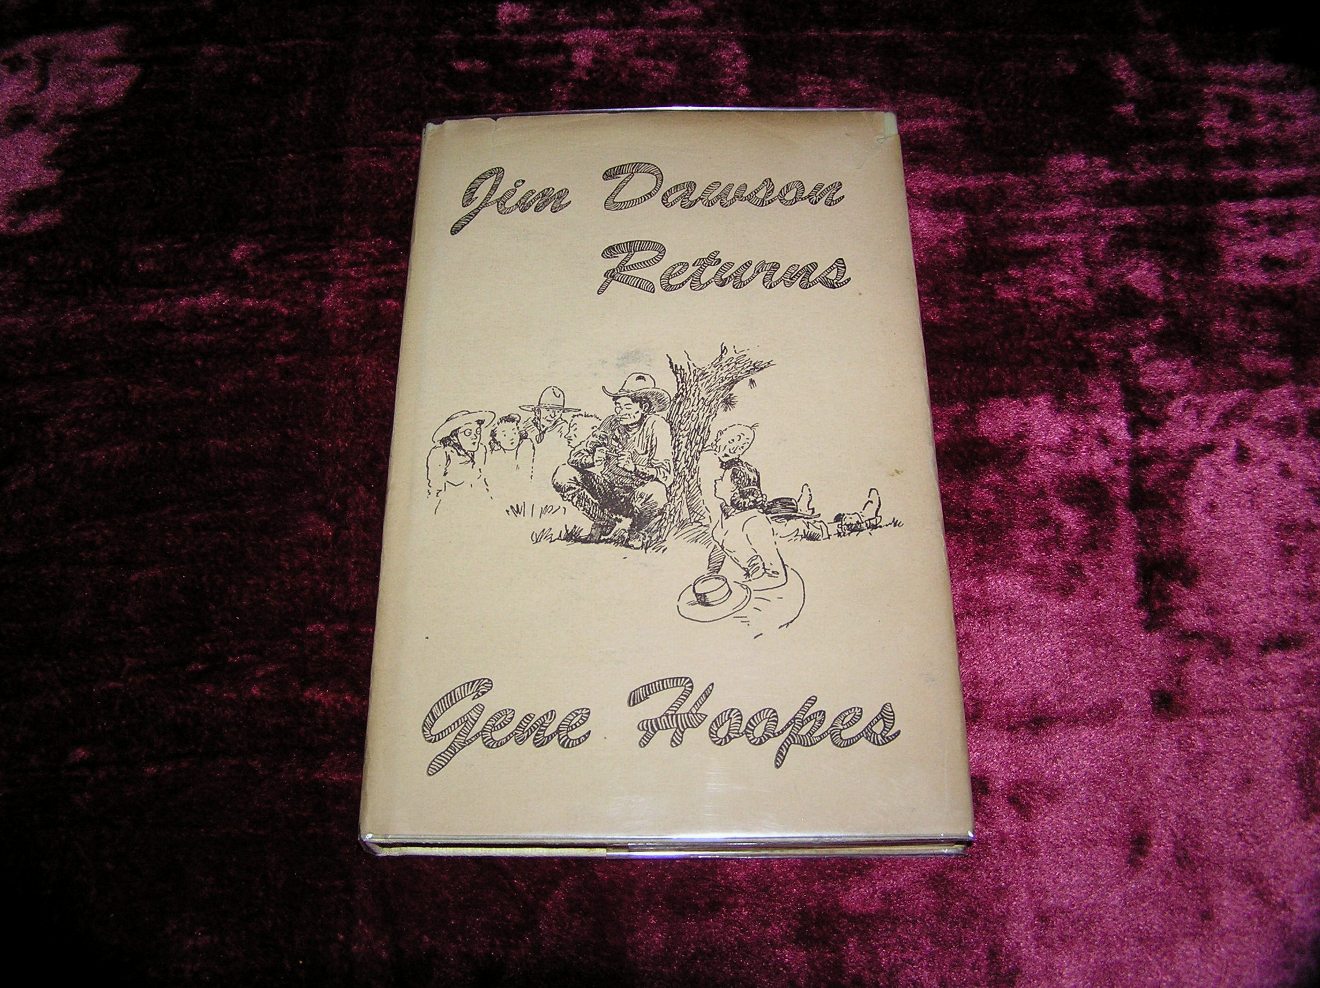 Jim Dawson
Returns
Gene Hoopes